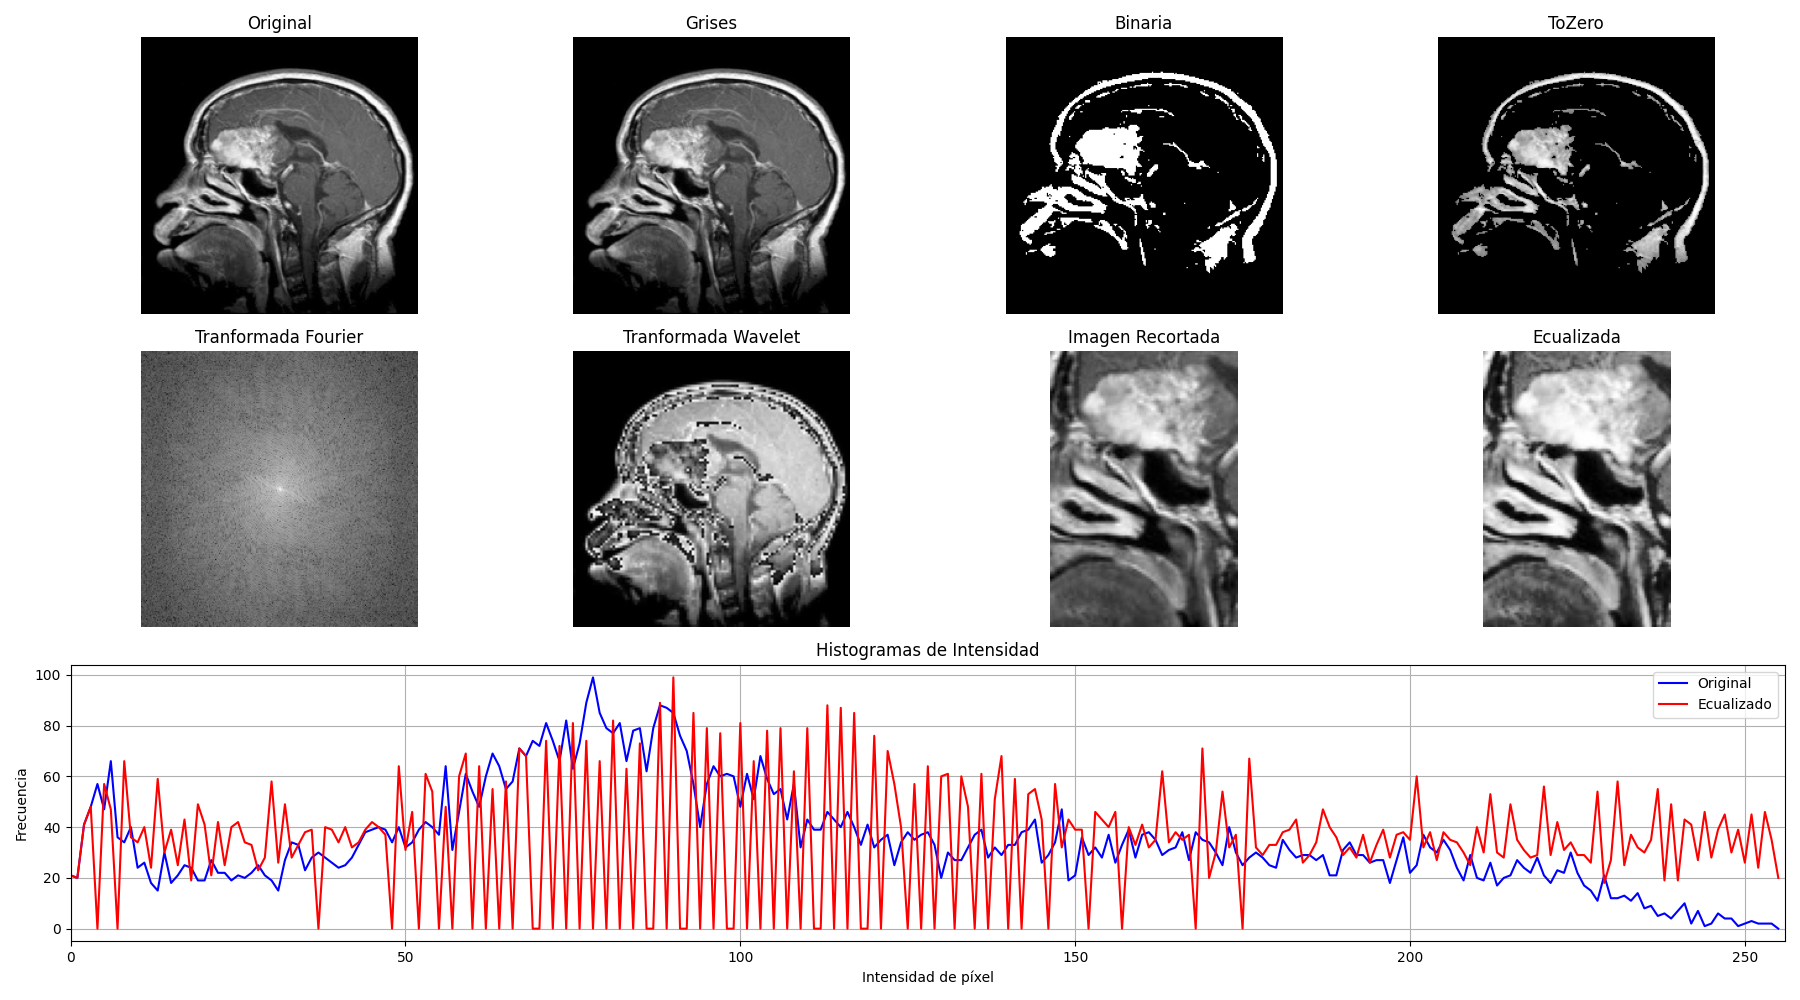 Original
Grises
Binaria
ToZero
Tranformada Fourier
Tranformada Wavelet
Imagen Recortada
Ecualizada
Histogramas de Intensidad
Frecuencia
100
80
60
40
20
0
Original
Ecualizado
0
50
100
150
200
250
Intensidad de píxel